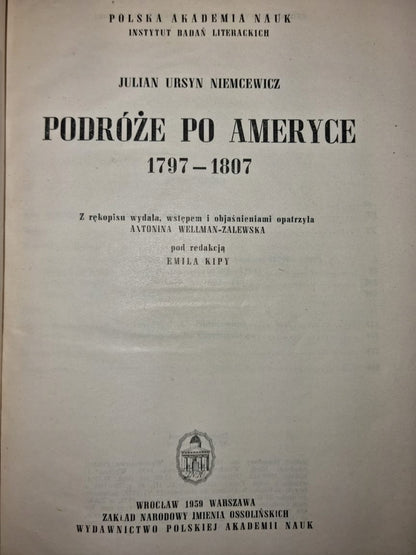 POLSKA AKADEMIA NAUK
INSTYTUT BADAŃ LITERACKICH
JULIAN URSYN NIEMCEWICZ
PODRÓŻE PO AMERYCE
1797—1807
Z rękopisu wydała, wstępem i objaśnieniami opatrzyła
ANTONINA WELLMAN-ZALEWSKA
pod redakcją
EMILA KIPY
WROCŁAW 1959 WARSZAWA
ZAKŁAD NARODOWY IMIENIA OSSOLIŃSKICH
WYDAWNICTWO POLSKIEJ AKADEMII NAUK